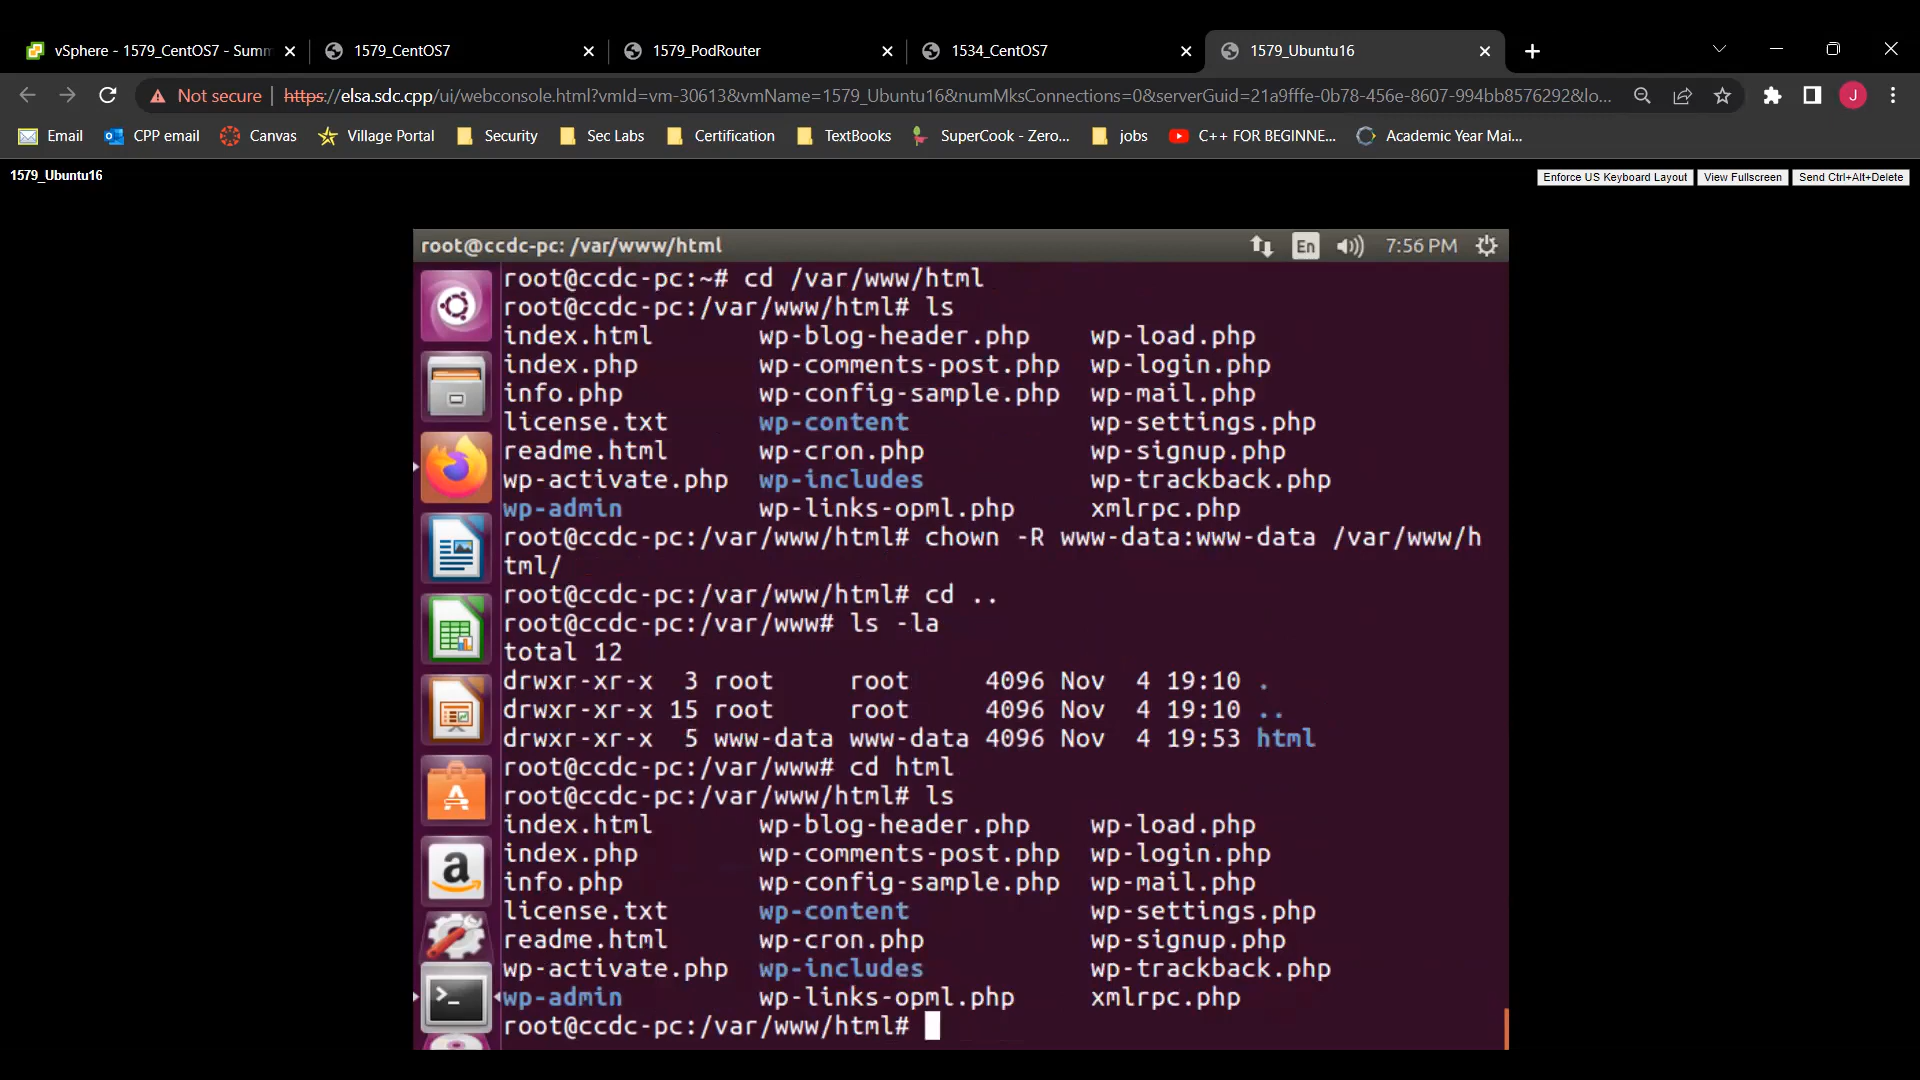 vSphere - 1579_CentOS7 - Summ
1579_CentOS7
1579_PodRouter
1534_CentOS7
1579_Ubuntu16
Not secure
https://elsa.sdc.cpp/ui/webconsole.html?vmId=vm-30613&vmName=1579_Ubuntu16&numMksConnections=0&serverGuid=21a9fffe-0b78-456e-8607-994bb8576292&lo...
J
Email CPP email Canvas Village Portal Security Sec Labs Certification TextBooks SuperCook - Zero... jobs C++ FOR BEGINNE... Academic Year Mai...
1579_Ubuntu16
Enforce US Keyboard Layout View Fullscreen Send Ctrl+Alt+Delete
root@ccdc-pc: /var/www/html En 7:56 PM
root@ccdc-pc:~# cd /var/www/html
root@ccdc-pc:/var/www/html# ls
index.html wp-blog-header.php wp-load.php
index.php wp-comments-post.php wp-login.php
info.php wp-config-sample.php wp-mail.php
license.txt wp-content wp-settings.php
readme.html wp-cron.php wp-signup.php
wp-activate.php wp-includes wp-trackback.php
wp-admin wp-links-opml.php xmlrpc.php
root@ccdc-pc:/var/www/html# chown -R www-data:www-data /var/www/h
tml/
root@ccdc-pc:/var/www/html# cd ..
root@ccdc-pc:/var/www# ls -la
total 12
drwxr-xr-x 3 root root 4096 Nov 4 19:10 .
drwxr-xr-x 15 root root 4096 Nov 4 19:10 ..
drwxr-xr-x 5 www-data www-data 4096 Nov 4 19:53 html
root@ccdc-pc:/var/www# cd html
root@ccdc-pc:/var/www/html# ls
index.html wp-blog-header.php wp-load.php
index.php wp-comments-post.php wp-login.php
info.php wp-config-sample.php wp-mail.php
license.txt wp-content wp-settings.php
readme.html wp-cron.php wp-signup.php
wp-activate.php wp-includes wp-trackback.php
wp-admin wp-links-opml.php xmlrpc.php
root@ccdc-pc:/var/www/html#